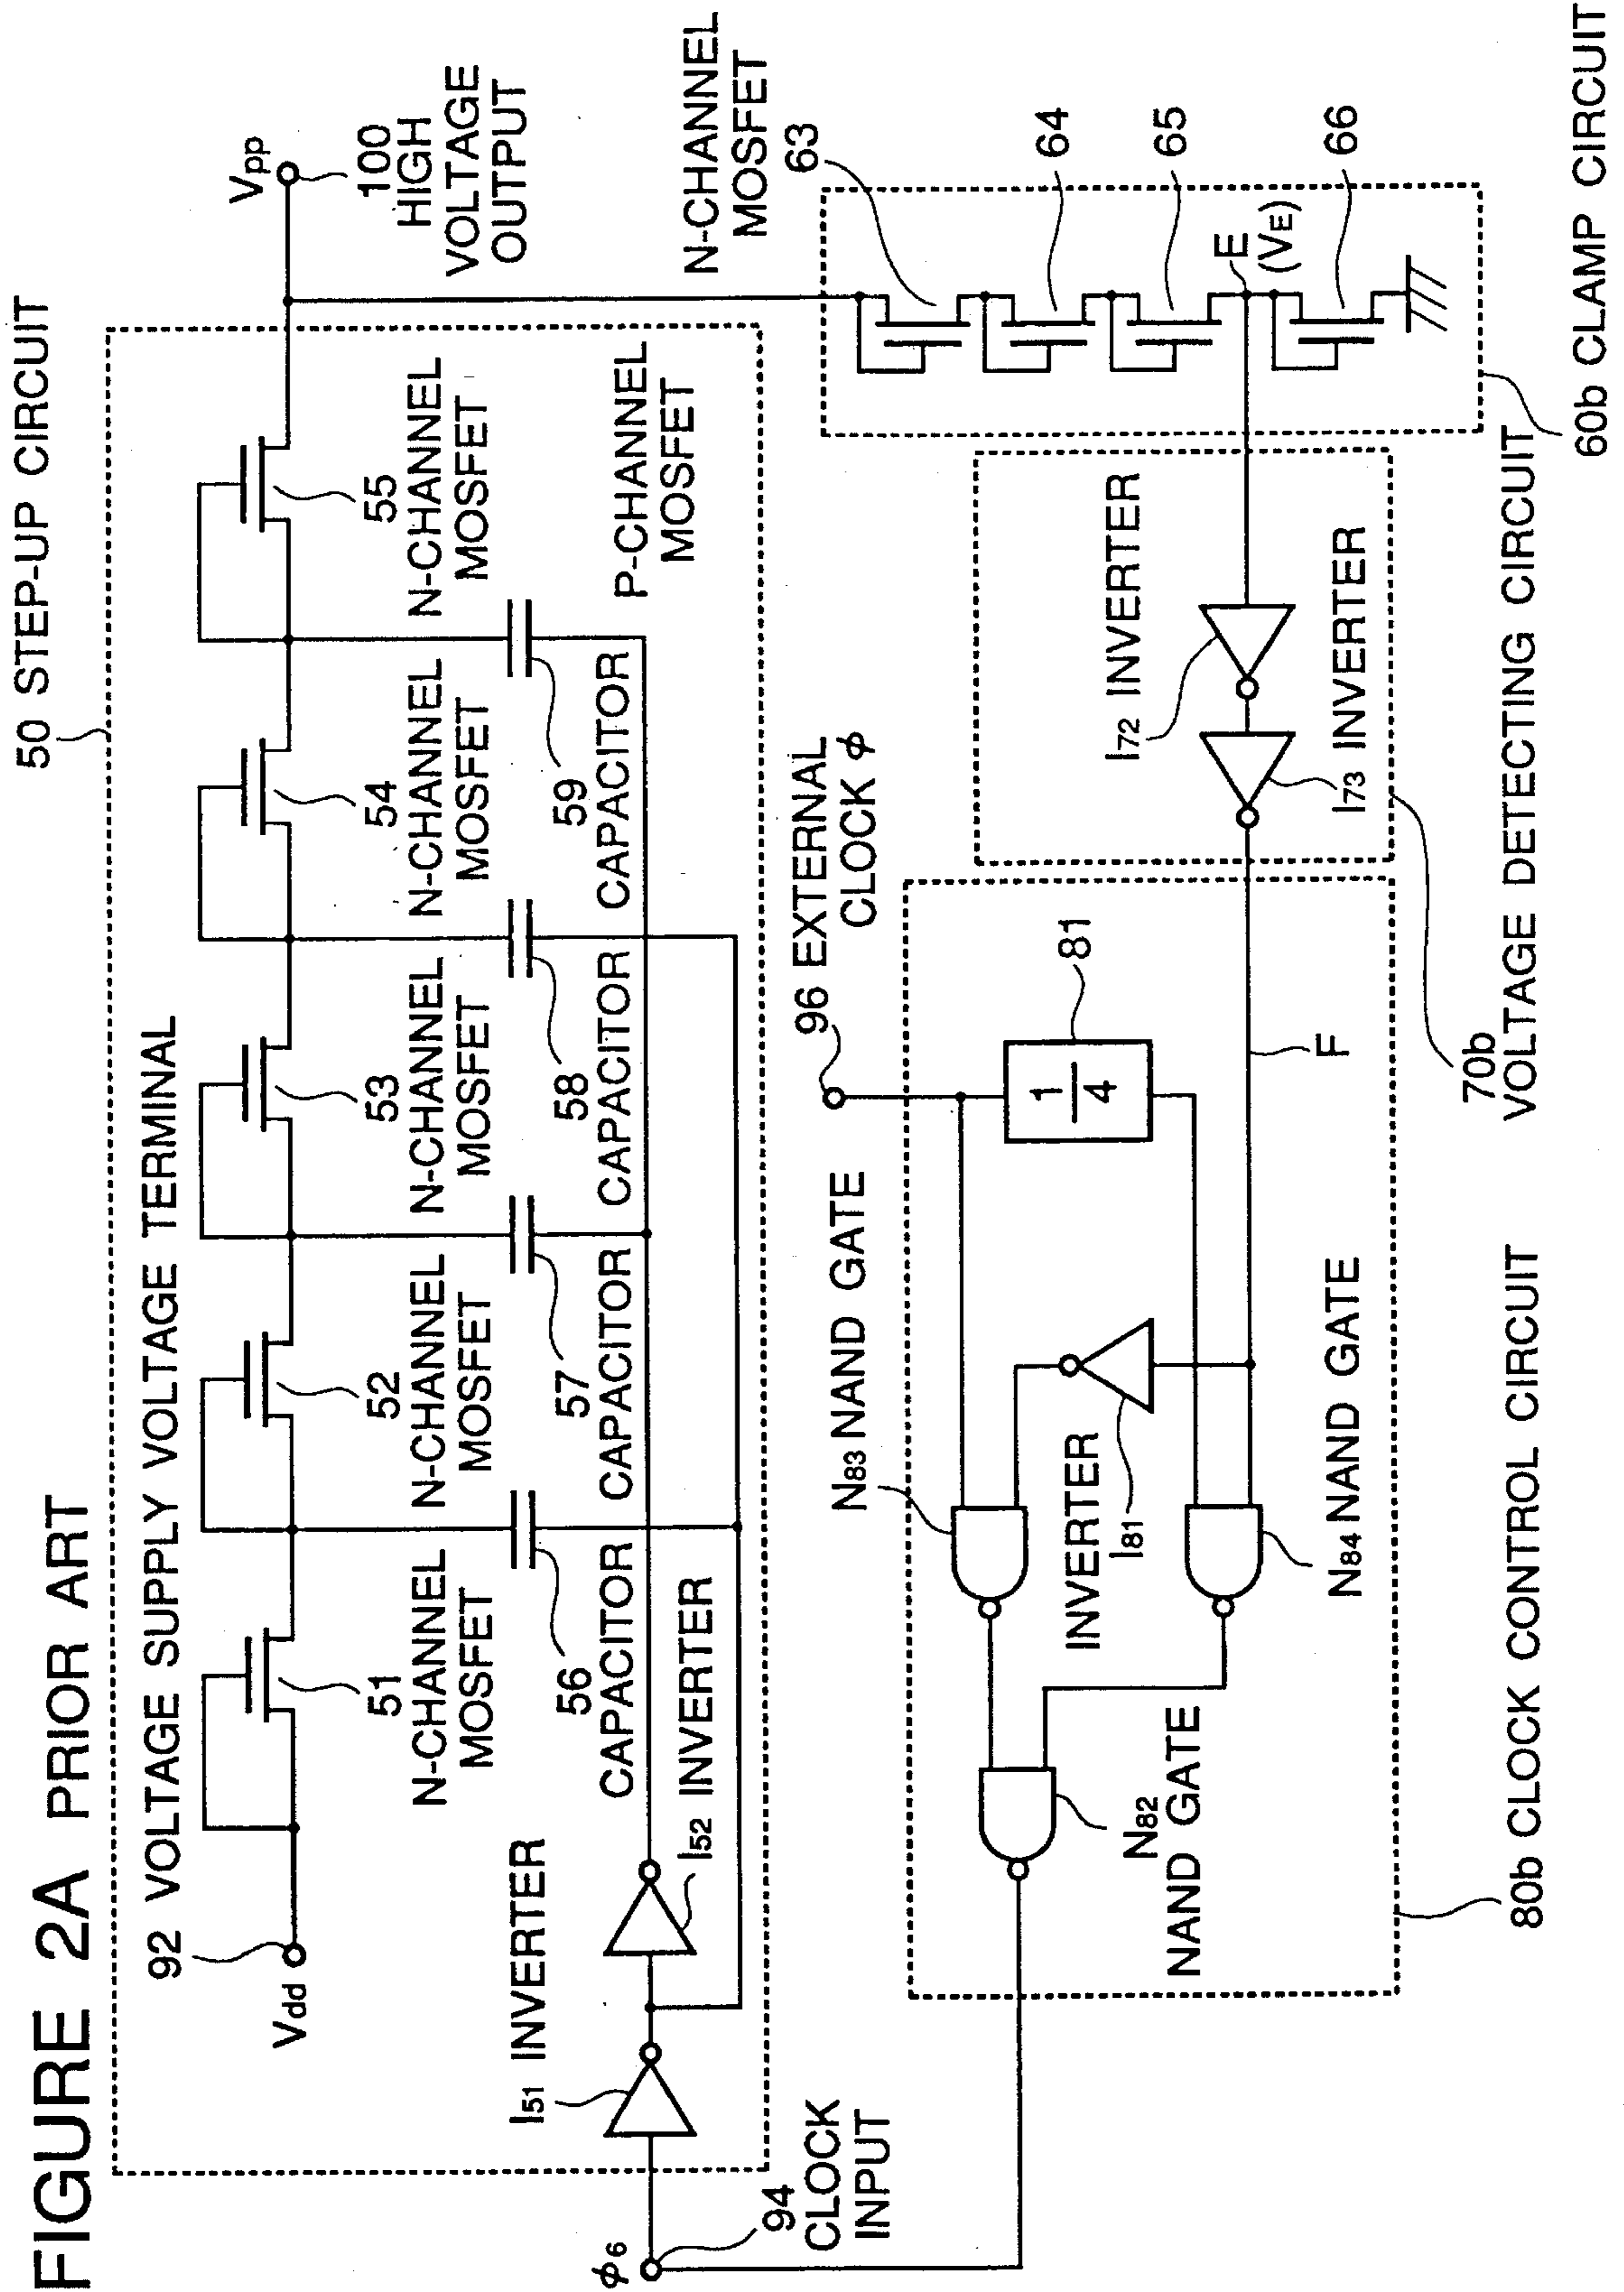 FIGURE 2A PRIOR ART
50 STEP-UP CIRCUIT
92 VOLTAGE SUPPLY VOLTAGE TERMINAL
Vdd
Vpp
100
HIGH
VOLTAGE
OUTPUT
51
N-CHANNEL
MOSFET
52
N-CHANNEL
MOSFET
53
N-CHANNEL
MOSFET
54
N-CHANNEL
MOSFET
55
N-CHANNEL
MOSFET
56
CAPACITOR
57
CAPACITOR
58
CAPACITOR
59
CAPACITOR
P-CHANNEL
MOSFET
I51 INVERTER
I52 INVERTER
ϕ6
94
CLOCK
INPUT
N-CHANNEL
MOSFET
63
64
65
E
(VE)
66
60b CLAMP CIRCUIT
I72 INVERTER
I73 INVERTER
70b
VOLTAGE DETECTING CIRCUIT
96 EXTERNAL
CLOCK ϕ
81
1
4
F
N83 NAND GATE
INVERTER
I81
N84 NAND GATE
N82
NAND GATE
80b CLOCK CONTROL CIRCUIT